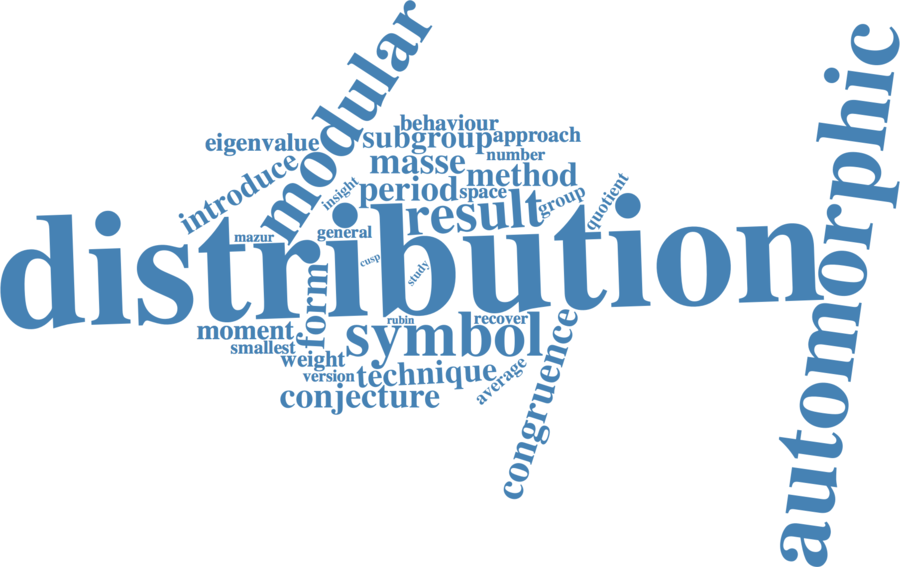 modular
automorphic
behaviour
eigenvalue
subgroup
approach
masse
number
method
introduce
insight
period
space
group
quotient
result
distribution
mazur
general
cusp
study
form
rubin
recover
moment
symbol
smallest
weight
version
technique
average
congruence
conjecture